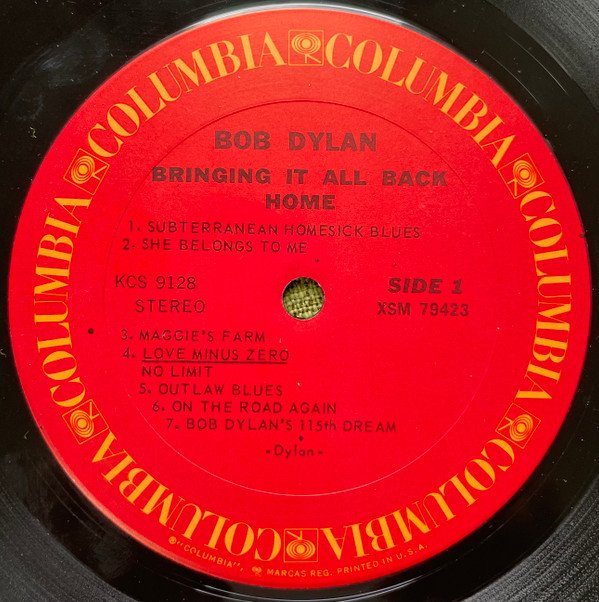 COLUMBIA COLUMBIA COLUMBIA COLUMBIA COLUMBIA COLUMBIA
BOB DYLAN
BRINGING IT ALL BACK
HOME
1. SUBTERRANEAN HOMESICK BLUES
2. SHE BELONGS TO ME
KCS 9128
STEREO
SIDE 1
XSM 79423
3. MAGGIE'S FARM
4. LOVE MINUS ZERO
NO LIMIT
5. OUTLAW BLUES
6. ON THE ROAD AGAIN
7. BOB DYLAN'S 115th DREAM
-Dylan-
®"COLUMBIA", MARCAS REG. PRINTED IN U.S.A.